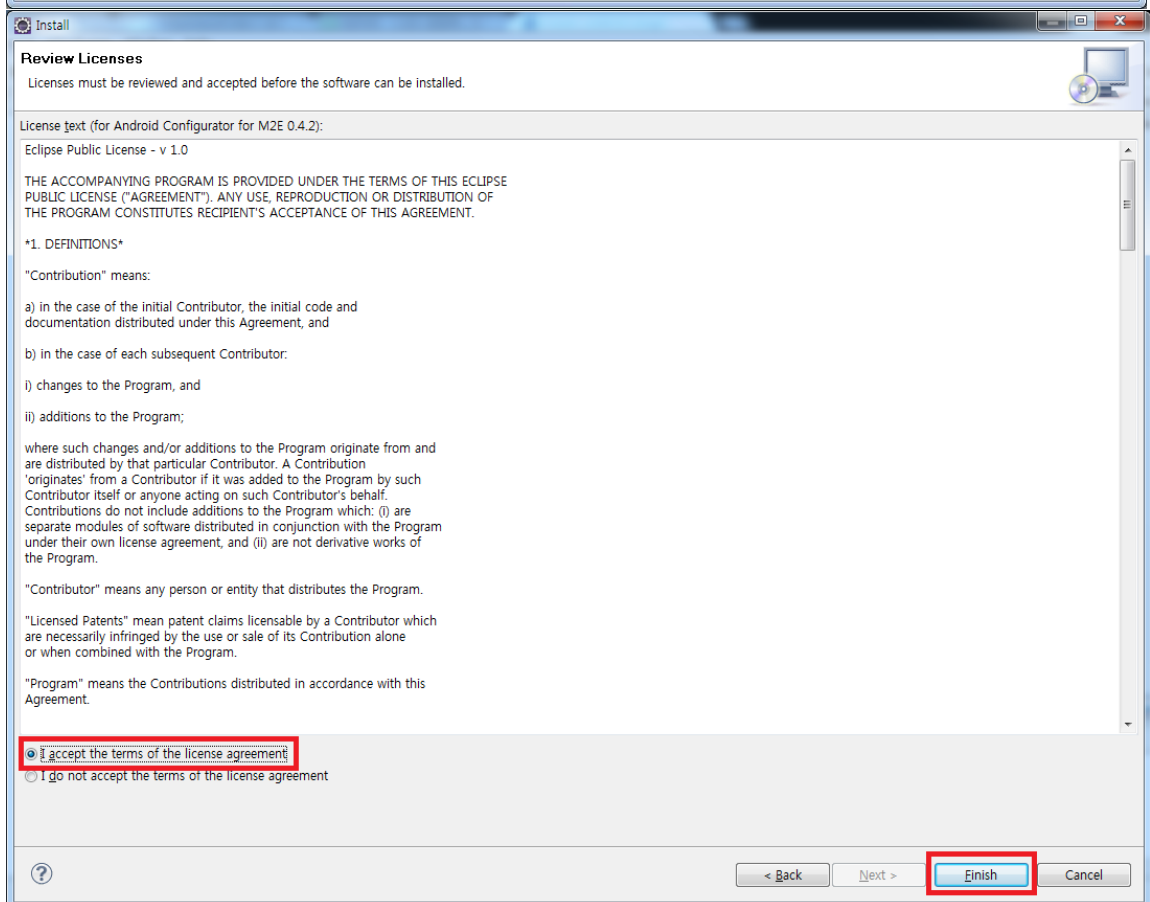 Install
Review Licenses
Licenses must be reviewed and accepted before the software can be installed.
License text (for Android Configurator for M2E 0.4.2):
Eclipse Public License - v 1.0
THE ACCOMPANYING PROGRAM IS PROVIDED UNDER THE TERMS OF THIS ECLIPSE
PUBLIC LICENSE ("AGREEMENT"). ANY USE, REPRODUCTION OR DISTRIBUTION OF
THE PROGRAM CONSTITUTES RECIPIENT'S ACCEPTANCE OF THIS AGREEMENT.
*1. DEFINITIONS*
"Contribution" means:
a) in the case of the initial Contributor, the initial code and
documentation distributed under this Agreement, and
b) in the case of each subsequent Contributor:
i) changes to the Program, and
ii) additions to the Program;
where such changes and/or additions to the Program originate from and
are distributed by that particular Contributor. A Contribution
'originates' from a Contributor if it was added to the Program by such
Contributor itself or anyone acting on such Contributor's behalf.
Contributions do not include additions to the Program which: (i) are
separate modules of software distributed in conjunction with the Program
under their own license agreement, and (ii) are not derivative works of
the Program.
"Contributor" means any person or entity that distributes the Program.
"Licensed Patents" mean patent claims licensable by a Contributor which
are necessarily infringed by the use or sale of its Contribution alone
or when combined with the Program.
"Program" means the Contributions distributed in accordance with this
Agreement.
I accept the terms of the license agreement
I do not accept the terms of the license agreement
? < Back Next > Finish Cancel